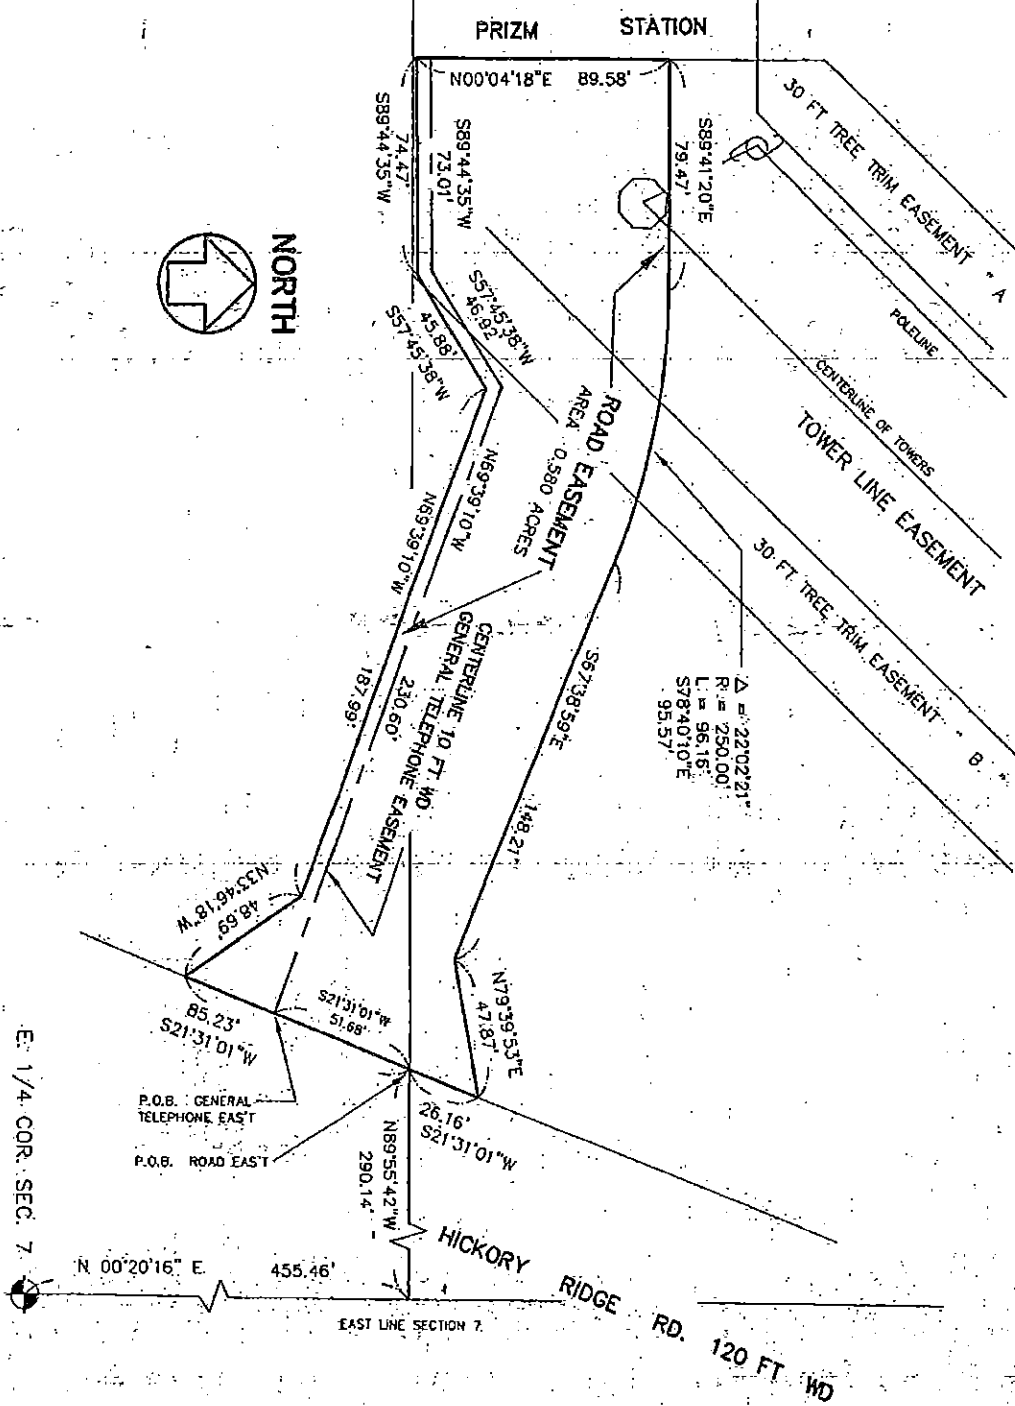 PRIZM STATION
N00°04'18"E 89.58'
S89°44'35"W
74.47'
S89°44'35"W
73.01'
S89°41'20"E
79.47'
30 FT TREE TRIM EASEMENT "A
POLELINE
CENTERLINE OF TOWERS
TOWER LINE EASEMENT
30 FT. TREE TRIM EASEMENT "B"
NORTH
S57°45'38"W
46.92'
45.88'
S57°45'38"W
ROAD EASEMENT
AREA 0.580 ACRES
N69°39'10"W
N69°39'10"W
187.99'
CENTERLINE 10 FT. WD
GENERAL TELEPHONE EASEMENT
230.60'
S67°38'59"E
148.21'
Δ = 22°02'21"
R = 250.00'
L = 96.16'
S78°40'10"E
95.57'
N33°46'18"W
48.69'
85.23'
S21°31'01"W
S21°31'01"W
51.68'
N79°39'53"E
47.87'
26.16'
S21°31'01"W
P.O.B. GENERAL
TELEPHONE EAS'T
P.O.B. ROAD EAS'T
N89°55'42"W
290.14'
HICKORY RIDGE RD. 120 FT WD
N 00°20'16" E 455.46'
EAST LINE SECTION 7
E 1/4 COR. SEC. 7